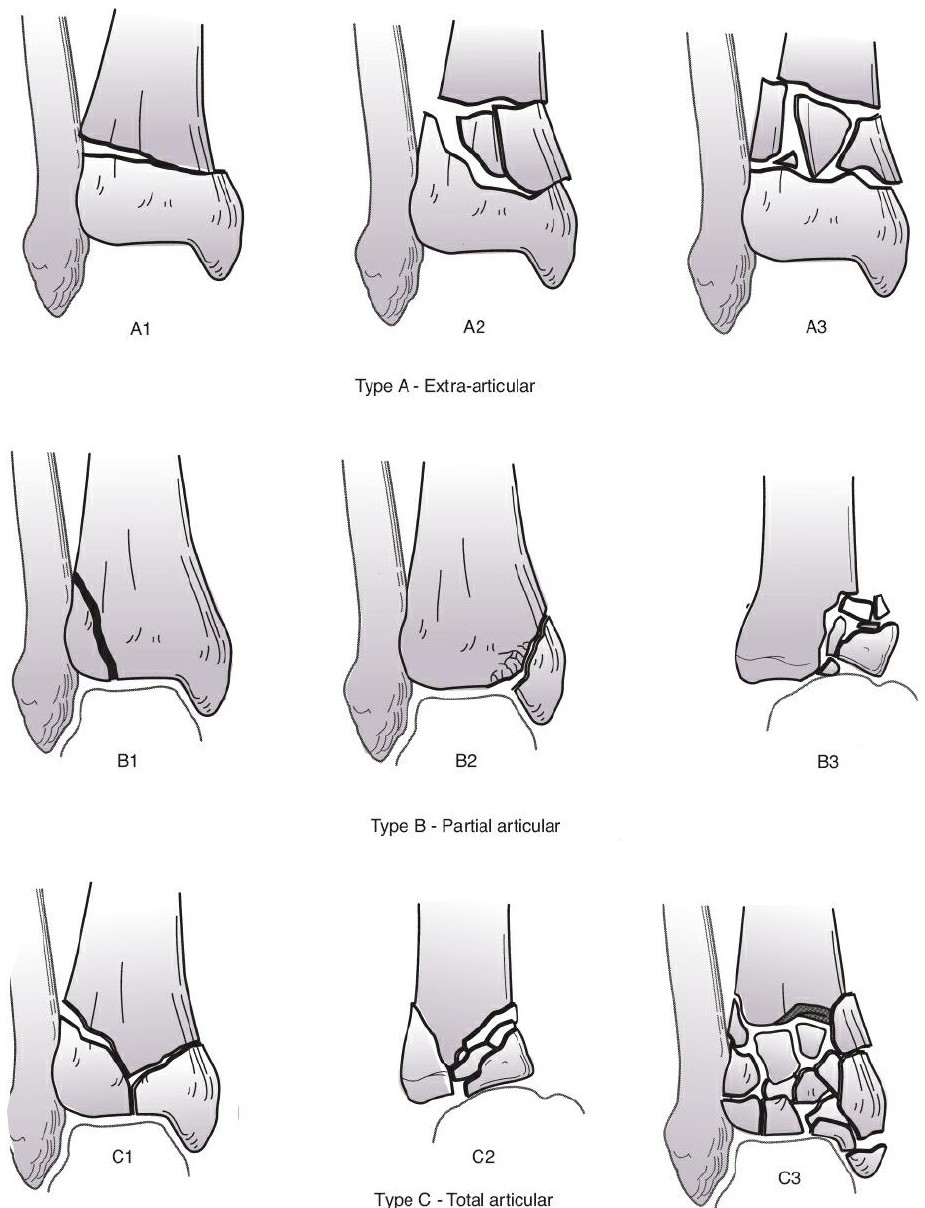 A1
A2
A3
Type A - Extra-articular
B1
B2
B3
Type B - Partial articular
C1
C2
C3
Type C - Total articular